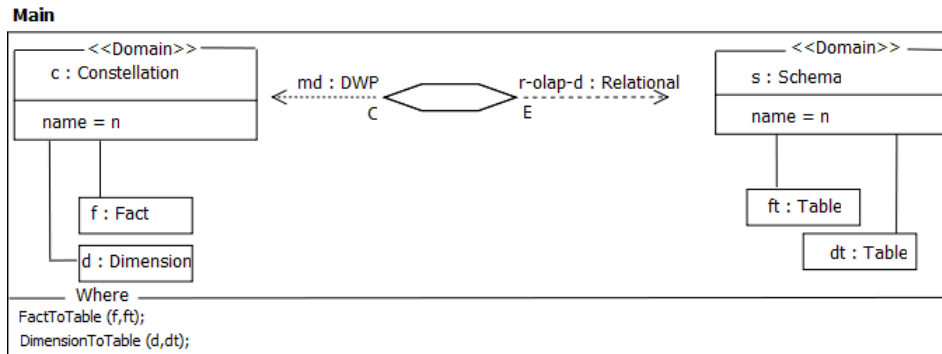 Main
<<Domain>>
c : Constellation
name = n
f : Fact
d : Dimension
md : DWP
C
r-olap-d : Relational
E
<<Domain>>
s : Schema
name = n
ft : Table
dt : Table
Where
FactToTable (f,ft);
DimensionToTable (d,dt);